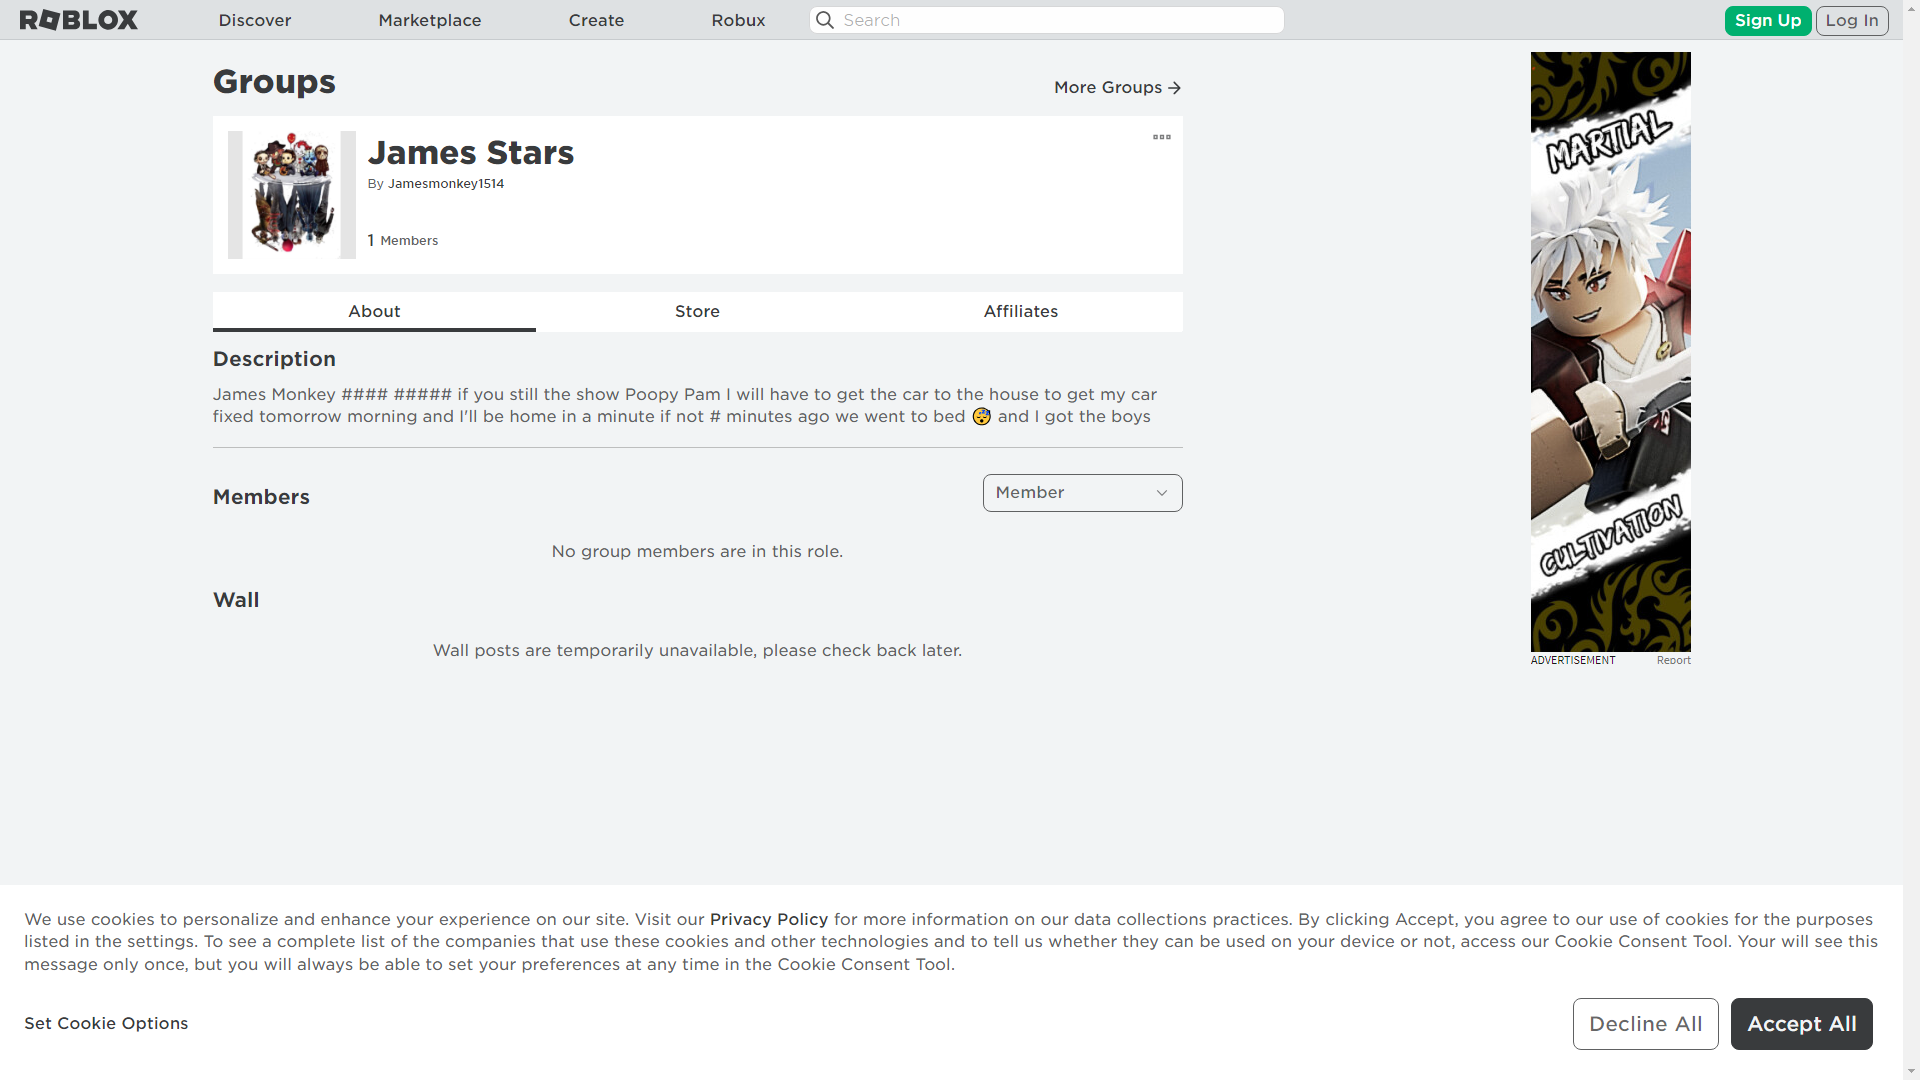 ROBLOX Discover Marketplace Create Robux Search Sign Up Log In
Groups
More Groups
James Stars
By Jamesmonkey1514
1 Members
About Store Affiliates
Description
James Monkey #### ##### if you still the show Poopy Pam I will have to get the car to the house to get my car
fixed tomorrow morning and I'll be home in a minute if not # minutes ago we went to bed 😴 and I got the boys
Members
Member
No group members are in this role.
Wall
Wall posts are temporarily unavailable, please check back later.
MARTIAL
CULTIVATION
ADVERTISEMENT Report
We use cookies to personalize and enhance your experience on our site. Visit our Privacy Policy for more information on our data collections practices. By clicking Accept, you agree to our use of cookies for the purposes
listed in the settings. To see a complete list of the companies that use these cookies and other technologies and to tell us whether they can be used on your device or not, access our Cookie Consent Tool. Your will see this
message only once, but you will always be able to set your preferences at any time in the Cookie Consent Tool.
Set Cookie Options
Decline All
Accept All